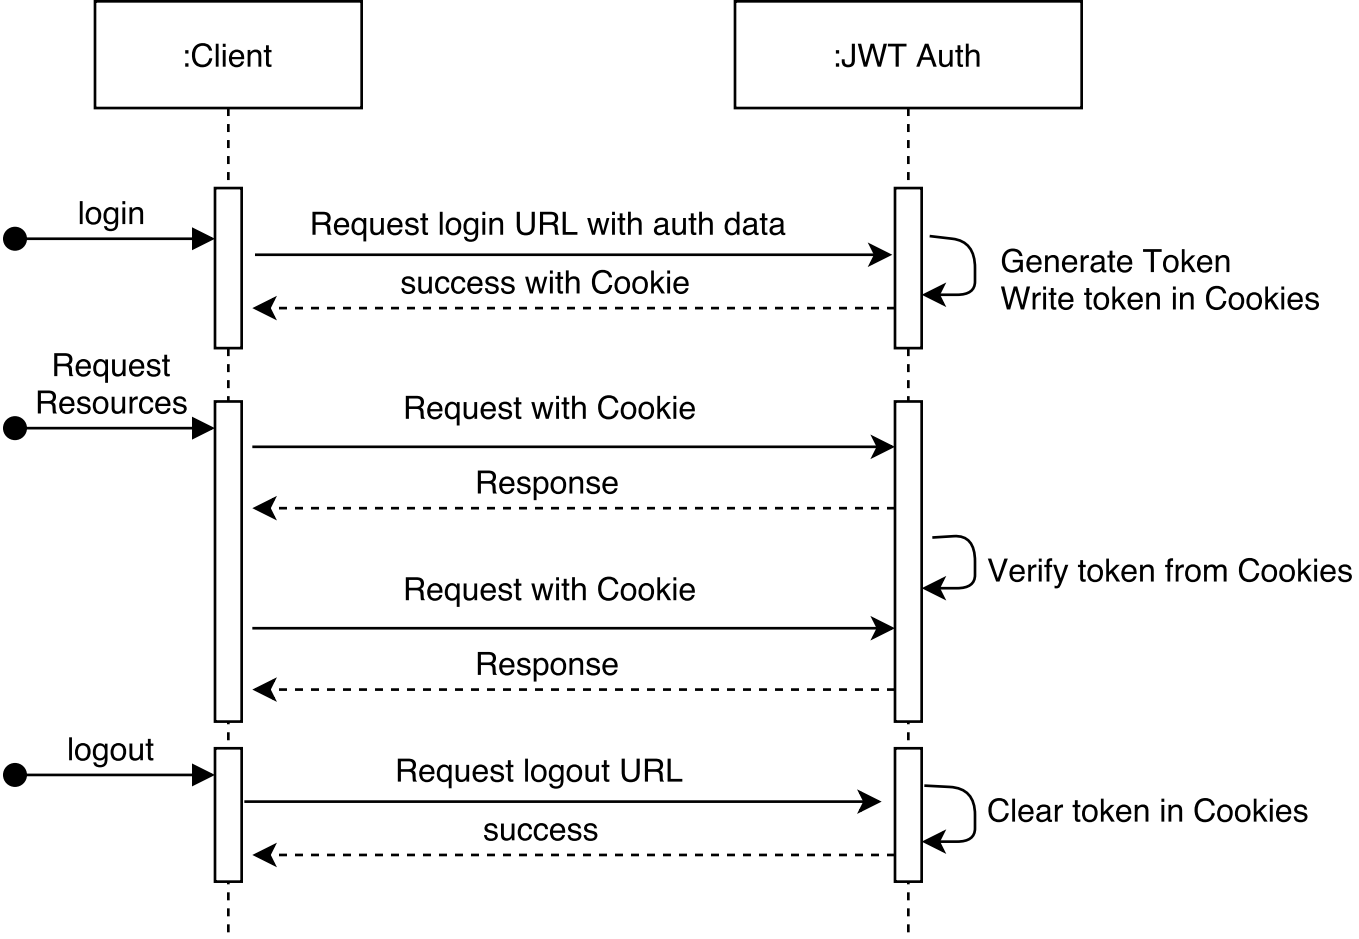 :Client
:JWT Auth
login
Request login URL with auth data
success with Cookie
Generate Token
Write token in Cookies
Request
Resources
Request with Cookie
Response
Verify token from Cookies
Request with Cookie
Response
logout
Request logout URL
success
Clear token in Cookies